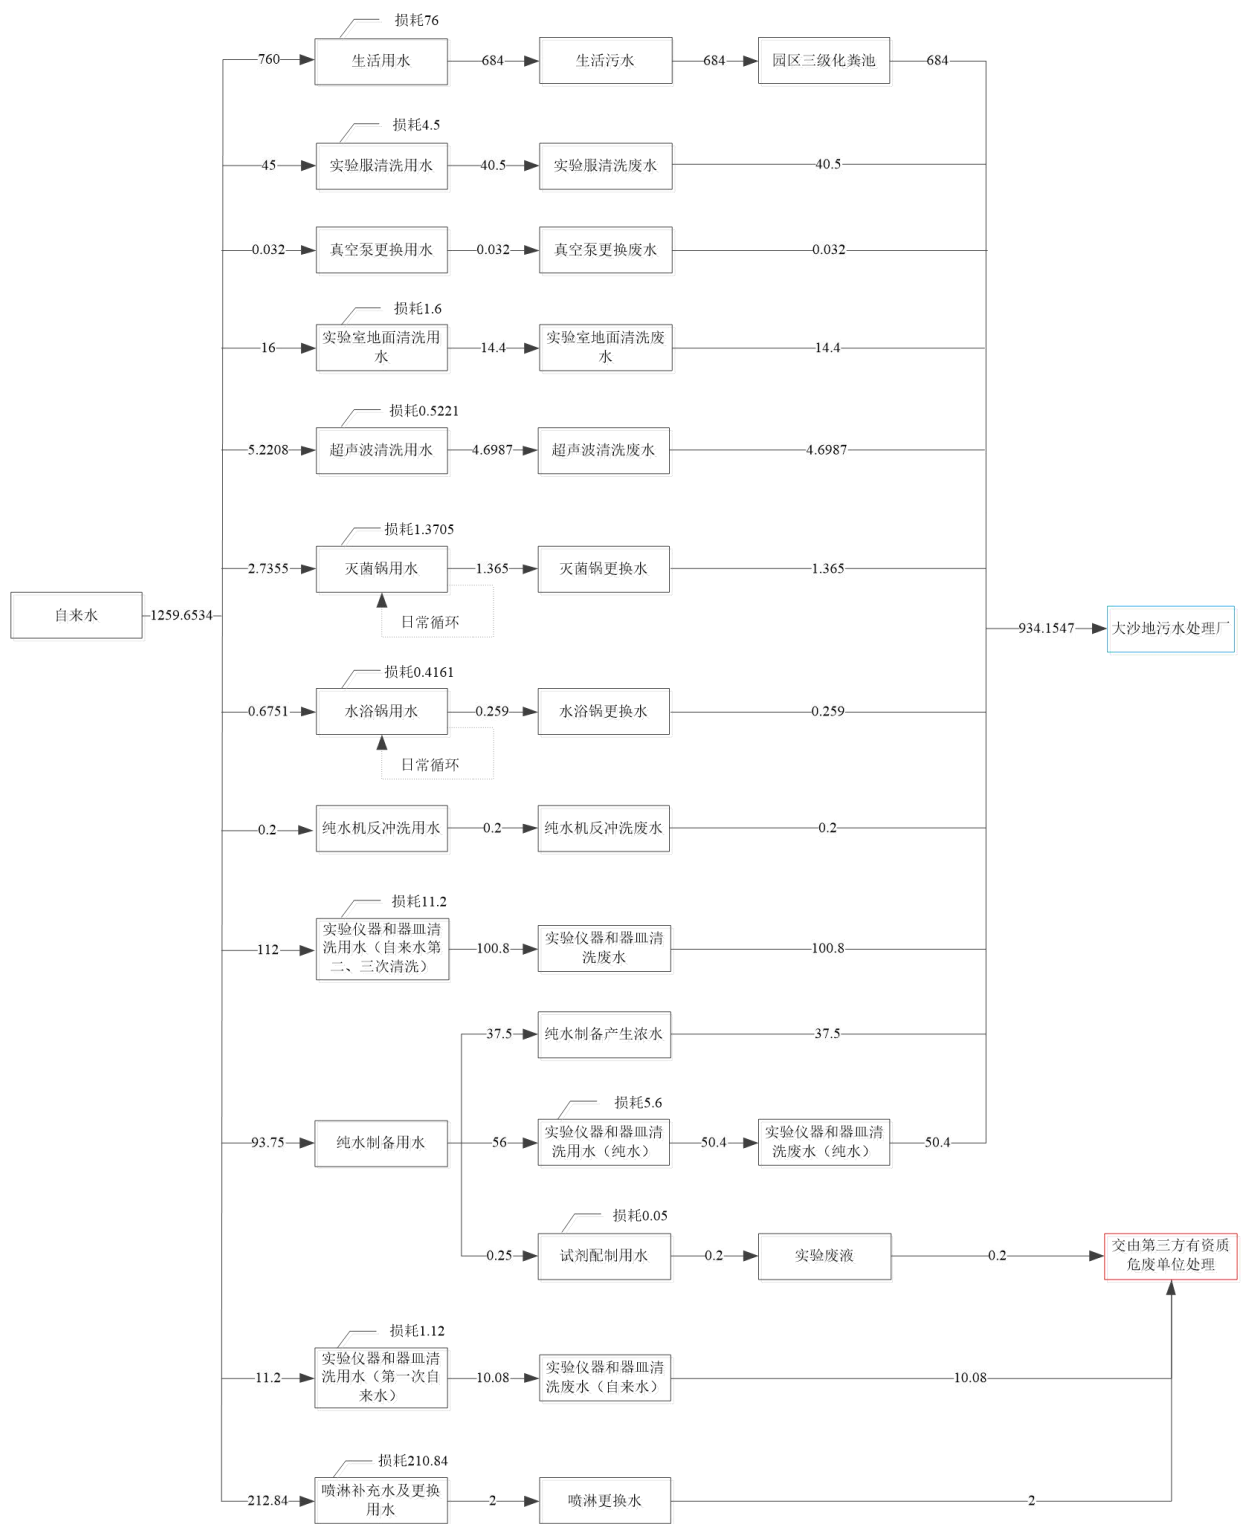 损耗76
760
生活用水
684
生活污水
684
园区三级化粪池
684
损耗4.5
45
实验服清洗用水
40.5
实验服清洗废水
40.5
0.032
真空泵更换用水
0.032
真空泵更换废水
0.032
损耗1.6
16
实验室地面清洗用
水
14.4
实验室地面清洗废
水
14.4
损耗0.5221
5.2208
超声波清洗用水
4.6987
超声波清洗废水
4.6987
损耗1.3705
2.7355
灭菌锅用水
1.365
灭菌锅更换水
1.365
日常循环
自来水
1259.6534
934.1547
大沙地污水处理厂
损耗0.4161
0.6751
水浴锅用水
0.259
水浴锅更换水
0.259
日常循环
0.2
纯水机反冲洗用水
0.2
纯水机反冲洗废水
0.2
损耗11.2
112
实验仪器和器皿清
洗用水（自来水第
二、三次清洗）
100.8
实验仪器和器皿清
洗废水
100.8
37.5
纯水制备产生浓水
37.5
损耗5.6
93.75
纯水制备用水
56
实验仪器和器皿清
洗用水（纯水）
50.4
实验仪器和器皿清
洗废水（纯水）
50.4
损耗0.05
0.25
试剂配制用水
0.2
实验废液
0.2
交由第三方有资质
危废单位处理
损耗1.12
11.2
实验仪器和器皿清
洗用水（第一次自
来水）
10.08
实验仪器和器皿清
洗废水（自来水）
10.08
损耗210.84
212.84
喷淋补充水及更换
用水
2
喷淋更换水
2